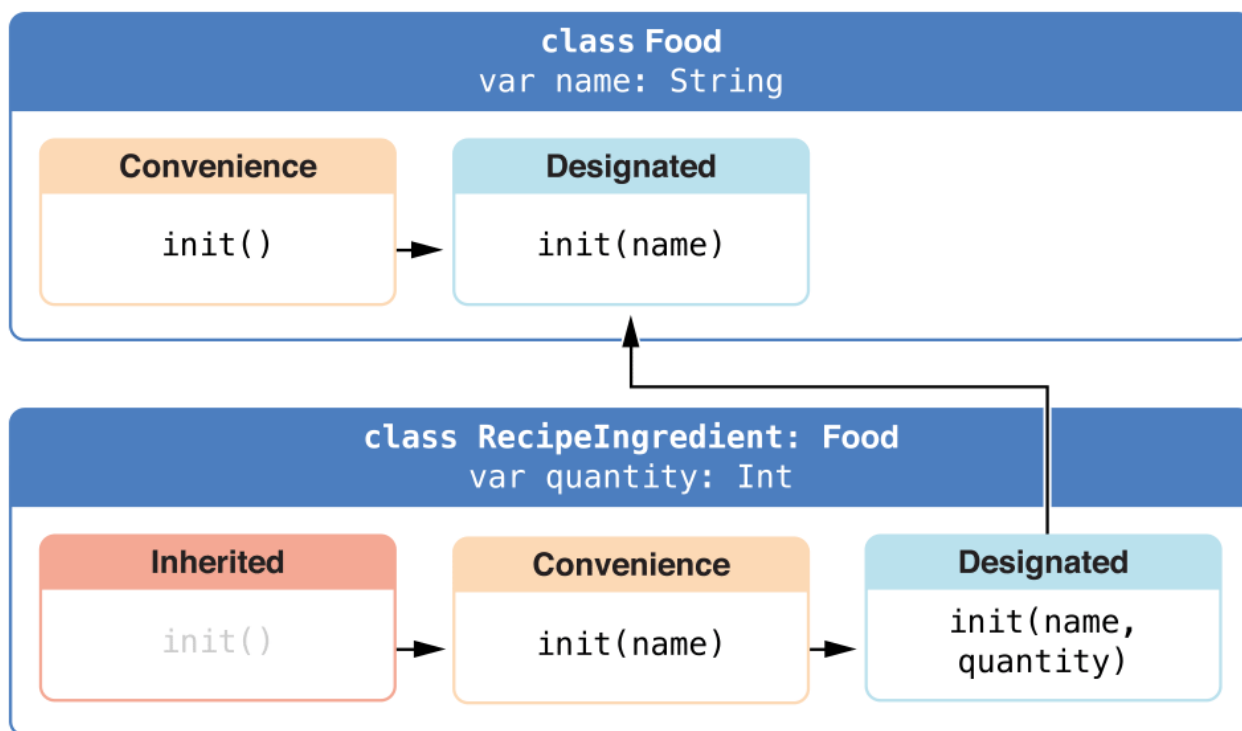 class Food
var name: String
Convenience
Designated
init()
init(name)
class RecipeIngredient: Food
var quantity: Int
Inherited
Convenience
Designated
init()
init(name)
init(name,
quantity)